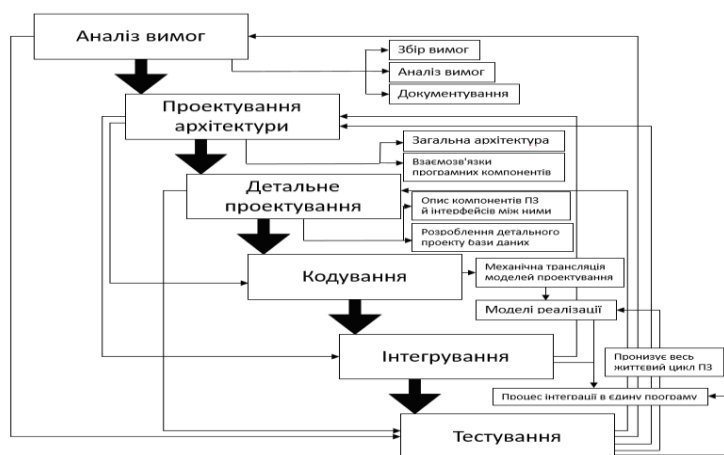 Аналіз вимог
Збір вимог
Аналіз вимог
Документування
Проектування
архітектури
Загальна архітектура
Взаємозв'язки
програмних компонентів
Детальне
проектування
Опис компонентів ПЗ
й інтерфейсів між ними
Розроблення детального
проекту бази даних
Кодування
Механічна трансляція
моделей проектування
Моделі реалізації
Інтегрування
Пронизує весь
життєвий цикл ПЗ
Процес інтеграції в єдину програму
Тестування